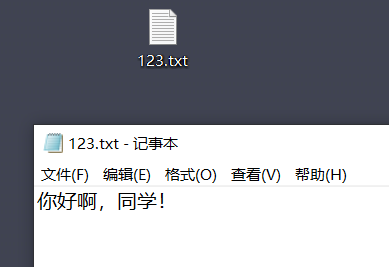 123.txt
123.txt - 记事本
文件(F) 编辑(E) 格式(O) 查看(V) 帮助(H)
你好啊，同学！